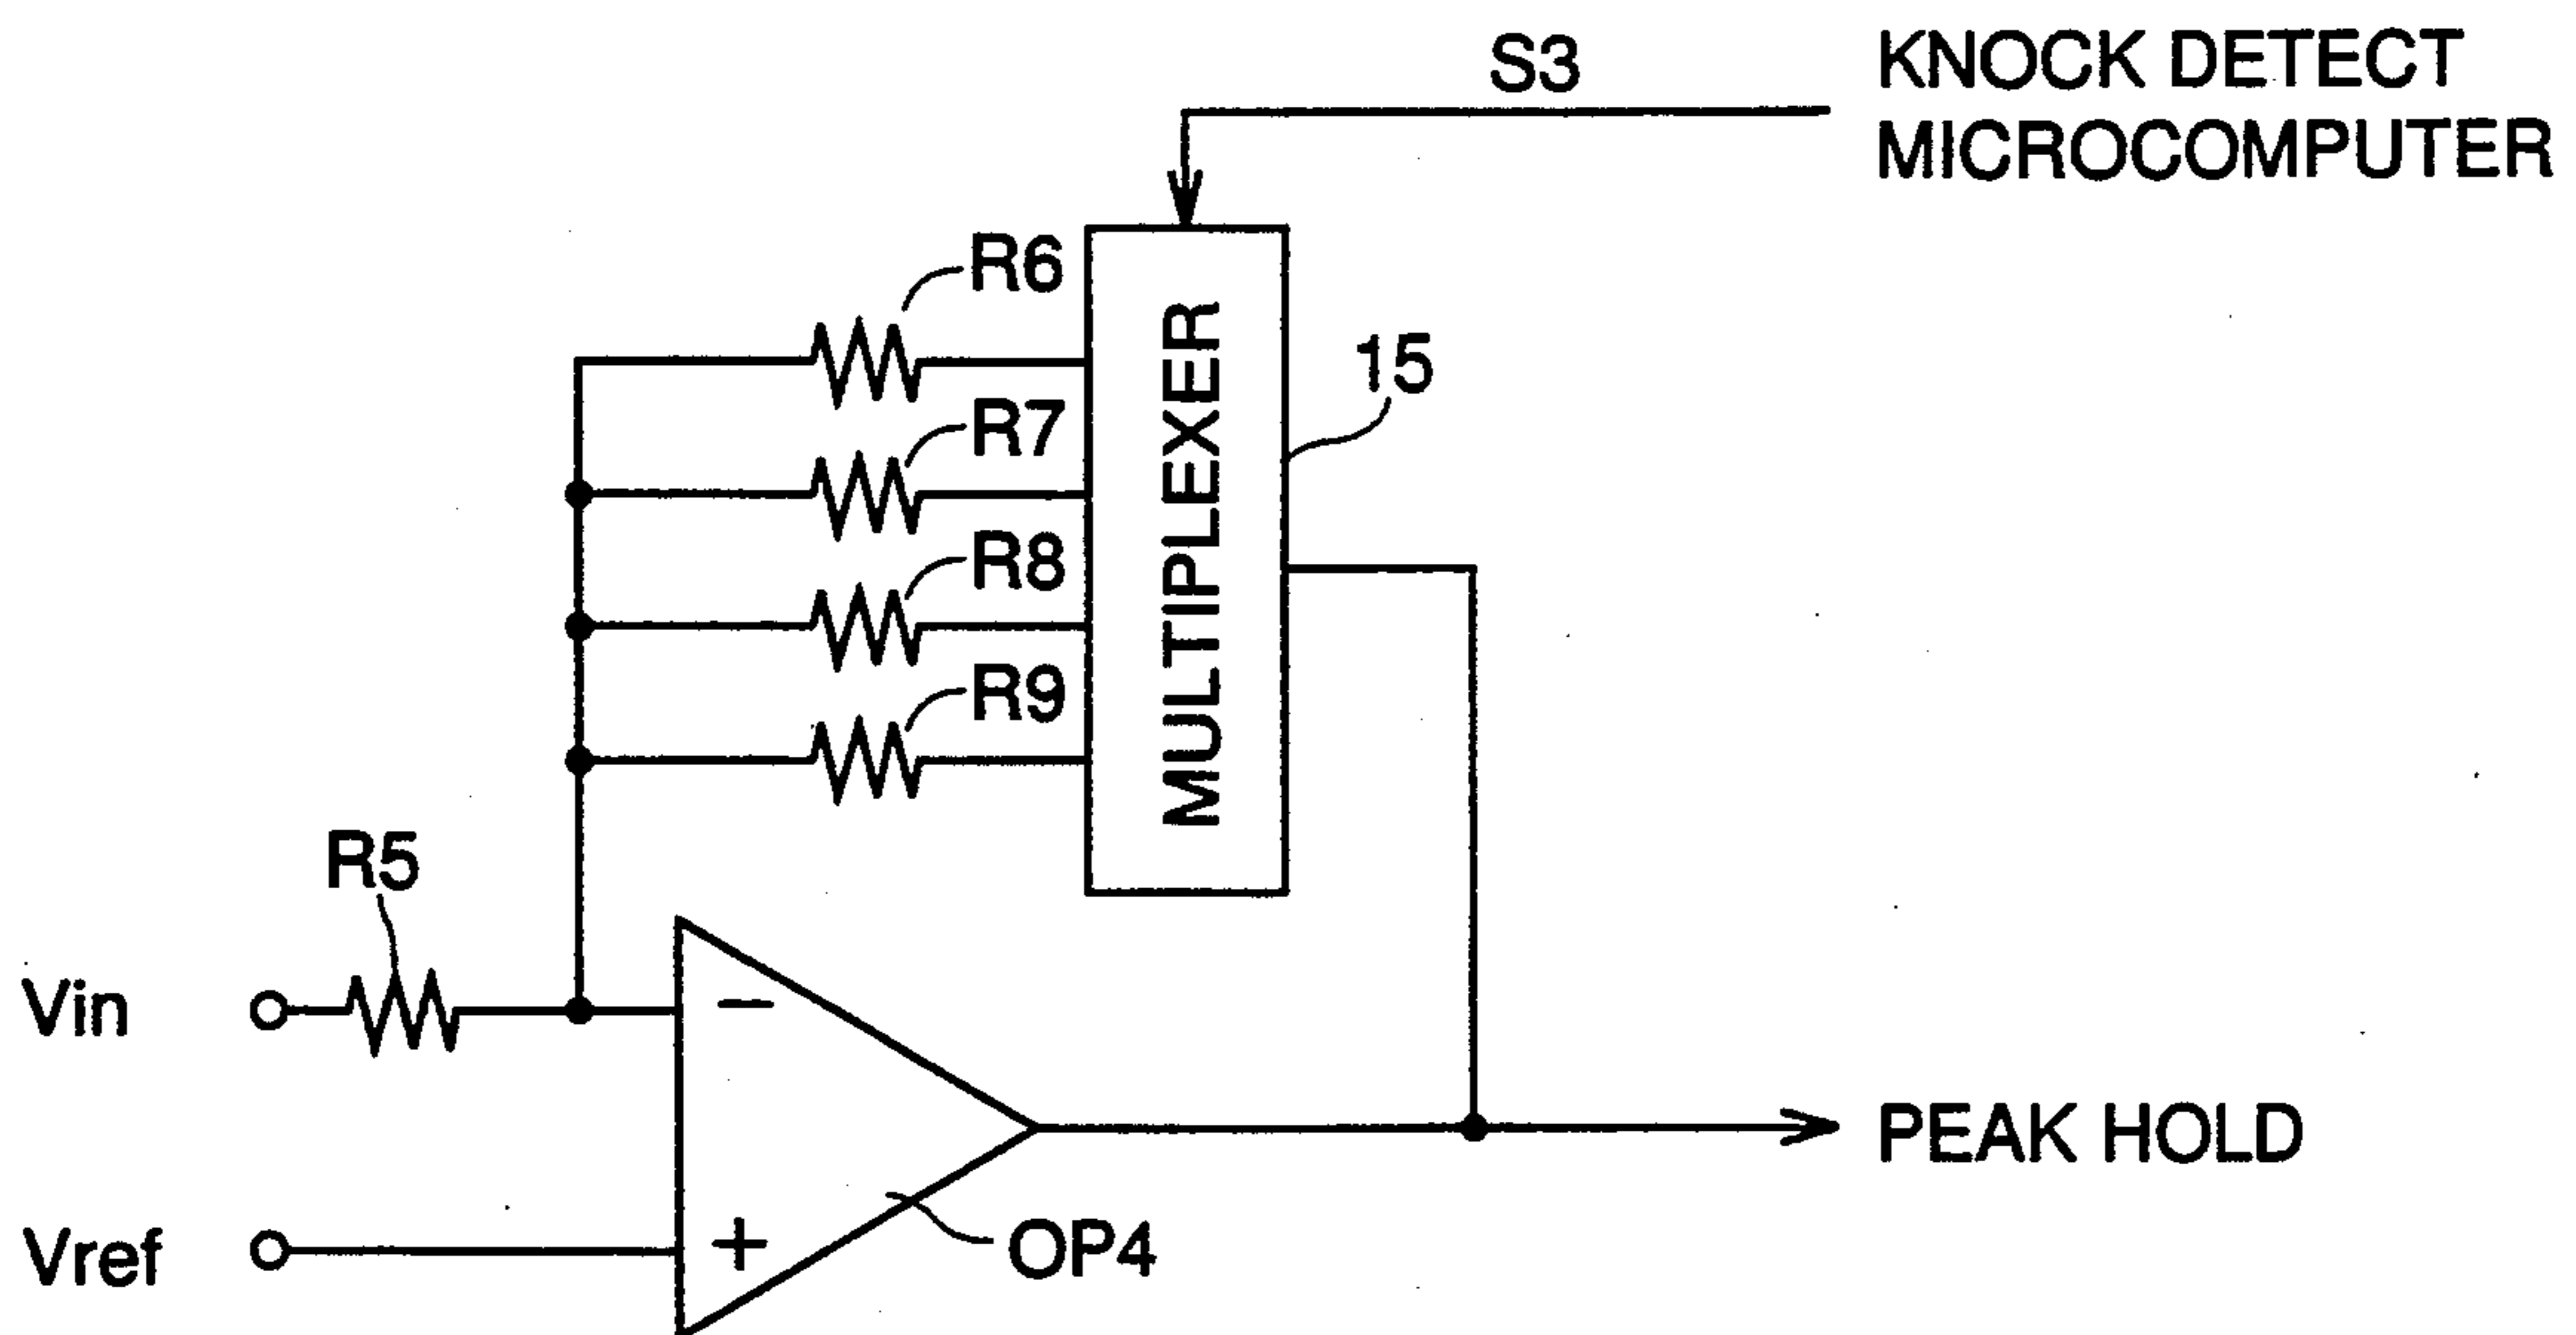 S3
KNOCK DETECT
MICROCOMPUTER
R6
R7
R8
R9
MULTIPLEXER
15
R5
Vin
−
Vref
+
OP4
PEAK HOLD